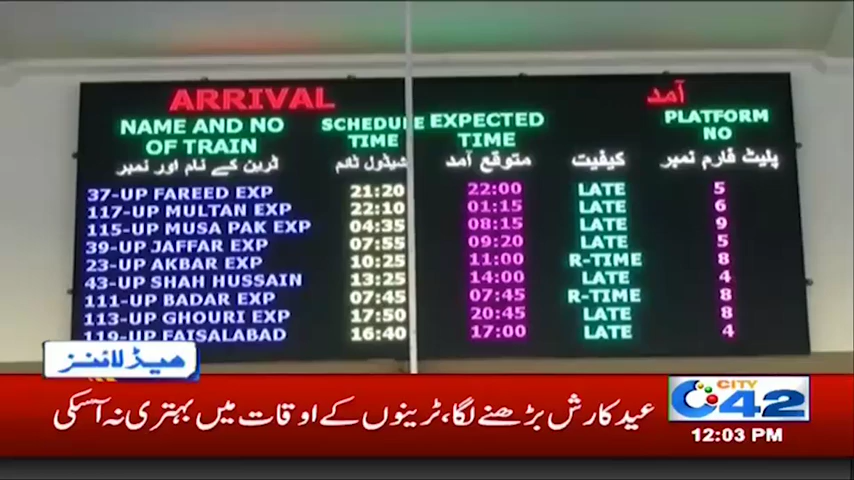 ARRIVAL آمد
NAME AND NO OF TRAIN SCHEDULE TIME EXPECTED TIME PLATFORM NO
ٹرین کے نام اور نمبر شیڈول ٹائم متوقع آمد کیفیت پلیٹ فارم نمبر
37-UP FAREED EXP 21:20 22:00 LATE 5
117-UP MULTAN EXP 22:10 01:15 LATE 6
115-UP MUSA PAK EXP 04:35 08:15 LATE 9
39-UP JAFFAR EXP 07:55 09:20 LATE 5
23-UP AKBAR EXP 10:25 11:00 R-TIME 8
43-UP SHAH HUSSAIN 13:25 14:00 LATE 4
111-UP BADAR EXP 07:45 07:45 R-TIME 8
113-UP GHOURI EXP 17:50 20:45 LATE 8
119-UP FAISALABAD 16:40 17:00 LATE 4
ہیڈلائنز
عید کا رش بڑھنے لگا، ٹرینوں کے اوقات میں بہتری نہ آسکی
CITY 42
12:03 PM